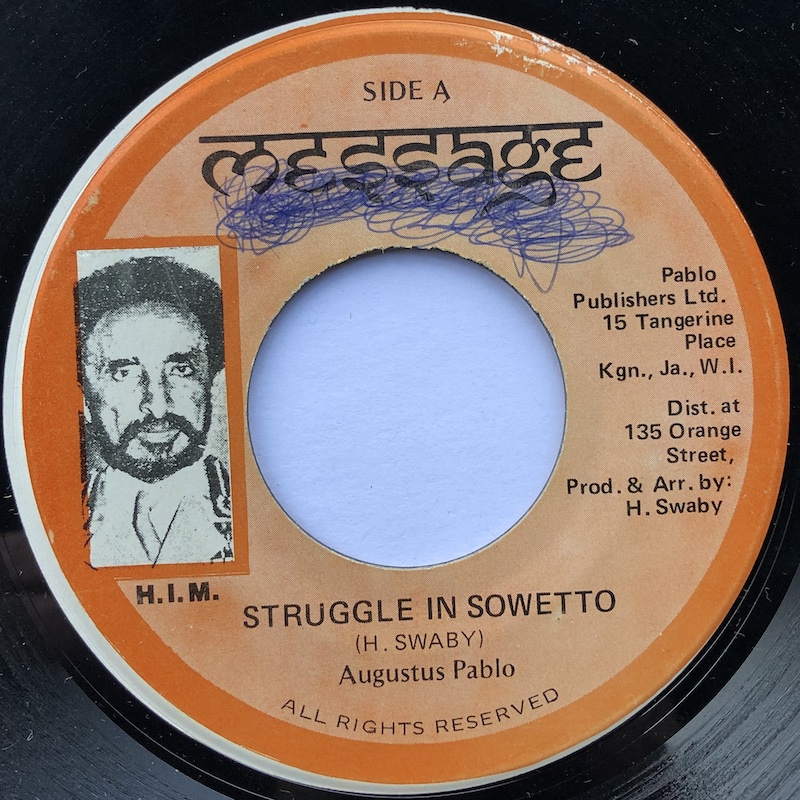 SIDE A
MESSAGE
Pablo
Publishers Ltd.
15 Tangerine
Place
Kgn., Ja., W.I.
Dist. at
135 Orange
Street,
Prod. & Arr. by:
H. Swaby
H.I.M.
STRUGGLE IN SOWETTO
(H. SWABY)
Augustus Pablo
ALL RIGHTS RESERVED